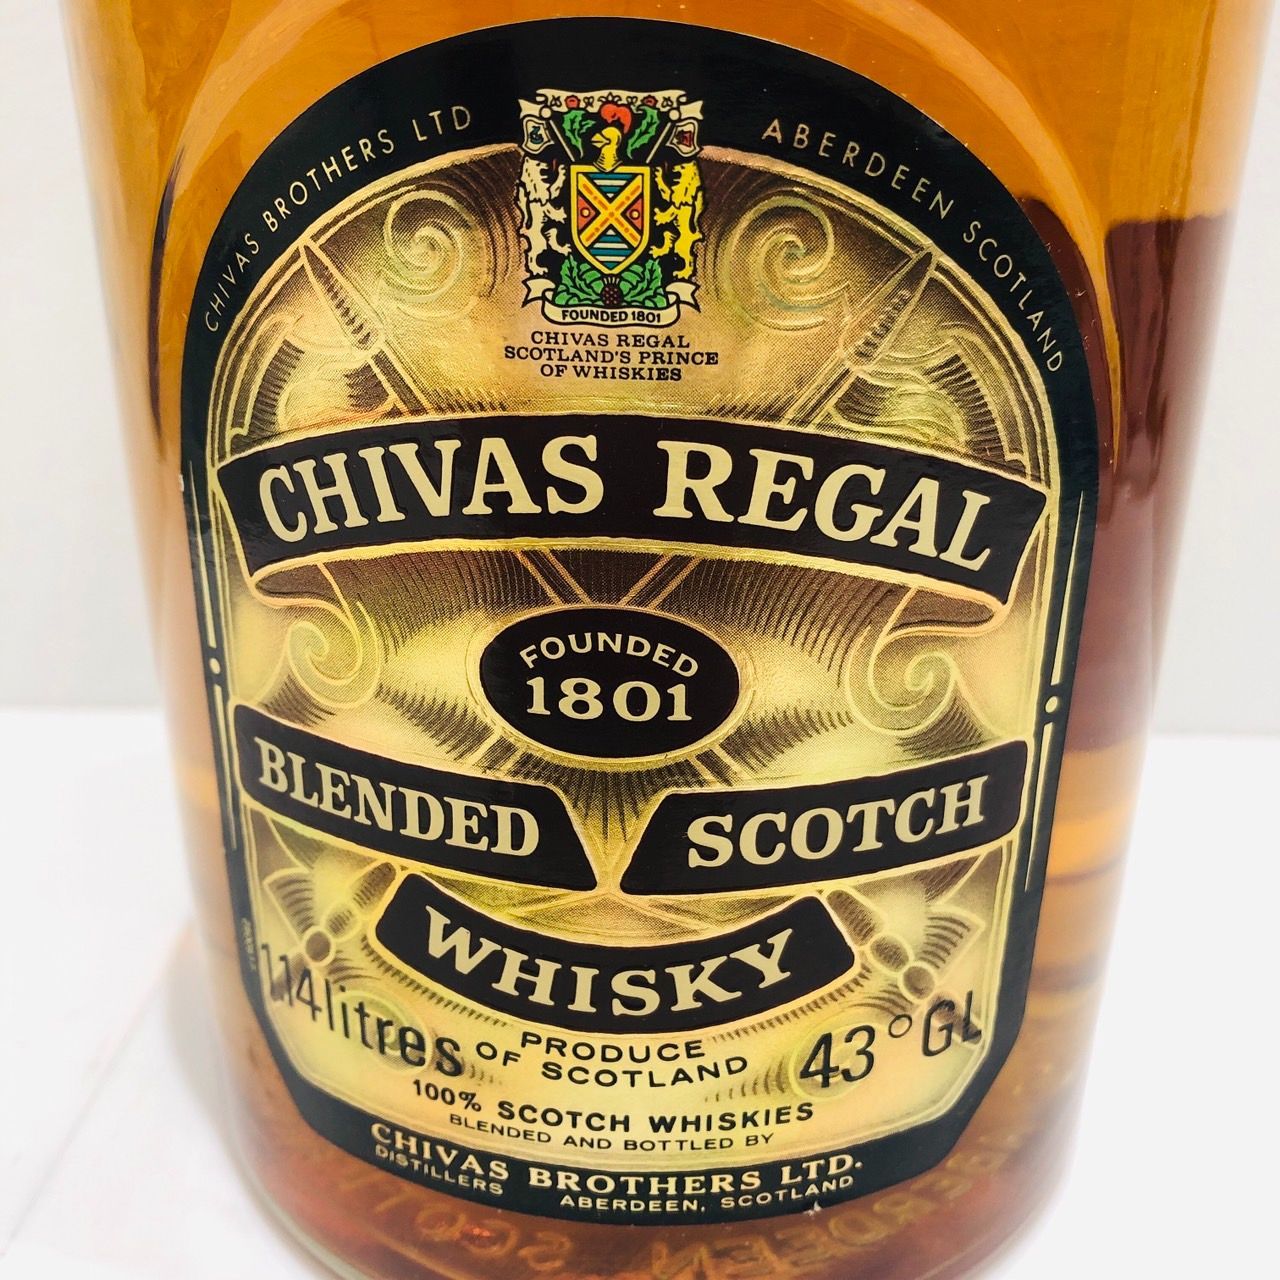 CHIVAS BROTHERS LTD ABERDEEN SCOTLAND
FOUNDED 1801
CHIVAS REGAL
SCOTLAND'S PRINCE
OF WHISKIES
CHIVAS REGAL
FOUNDED
1801
BLENDED SCOTCH
WHISKY
1.14 litres
PRODUCE
OF SCOTLAND
43° GL
100% SCOTCH WHISKIES
BLENDED AND BOTTLED BY
CHIVAS BROTHERS LTD.
DISTILLERS ABERDEEN, SCOTLAND